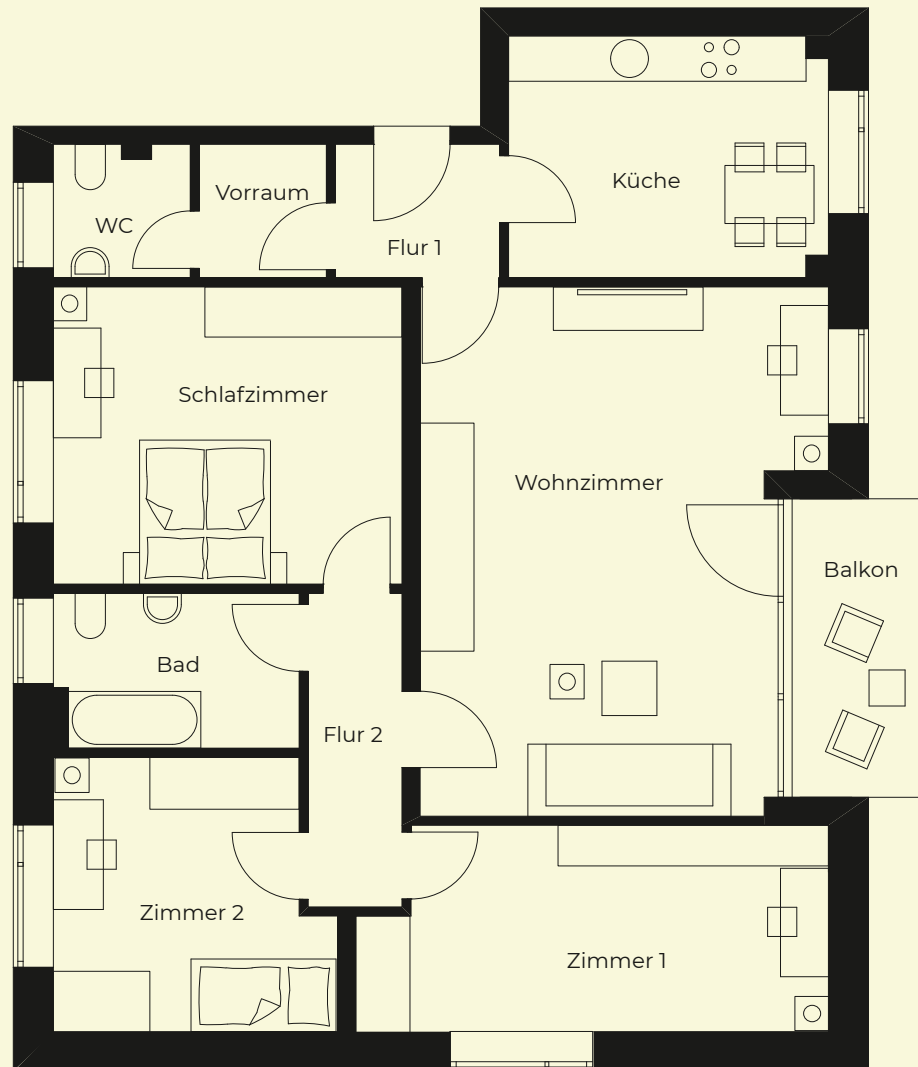 Küche
Vorraum
WC
Flur 1
Schlafzimmer
Wohnzimmer
Balkon
Bad
Flur 2
Zimmer 2
Zimmer 1